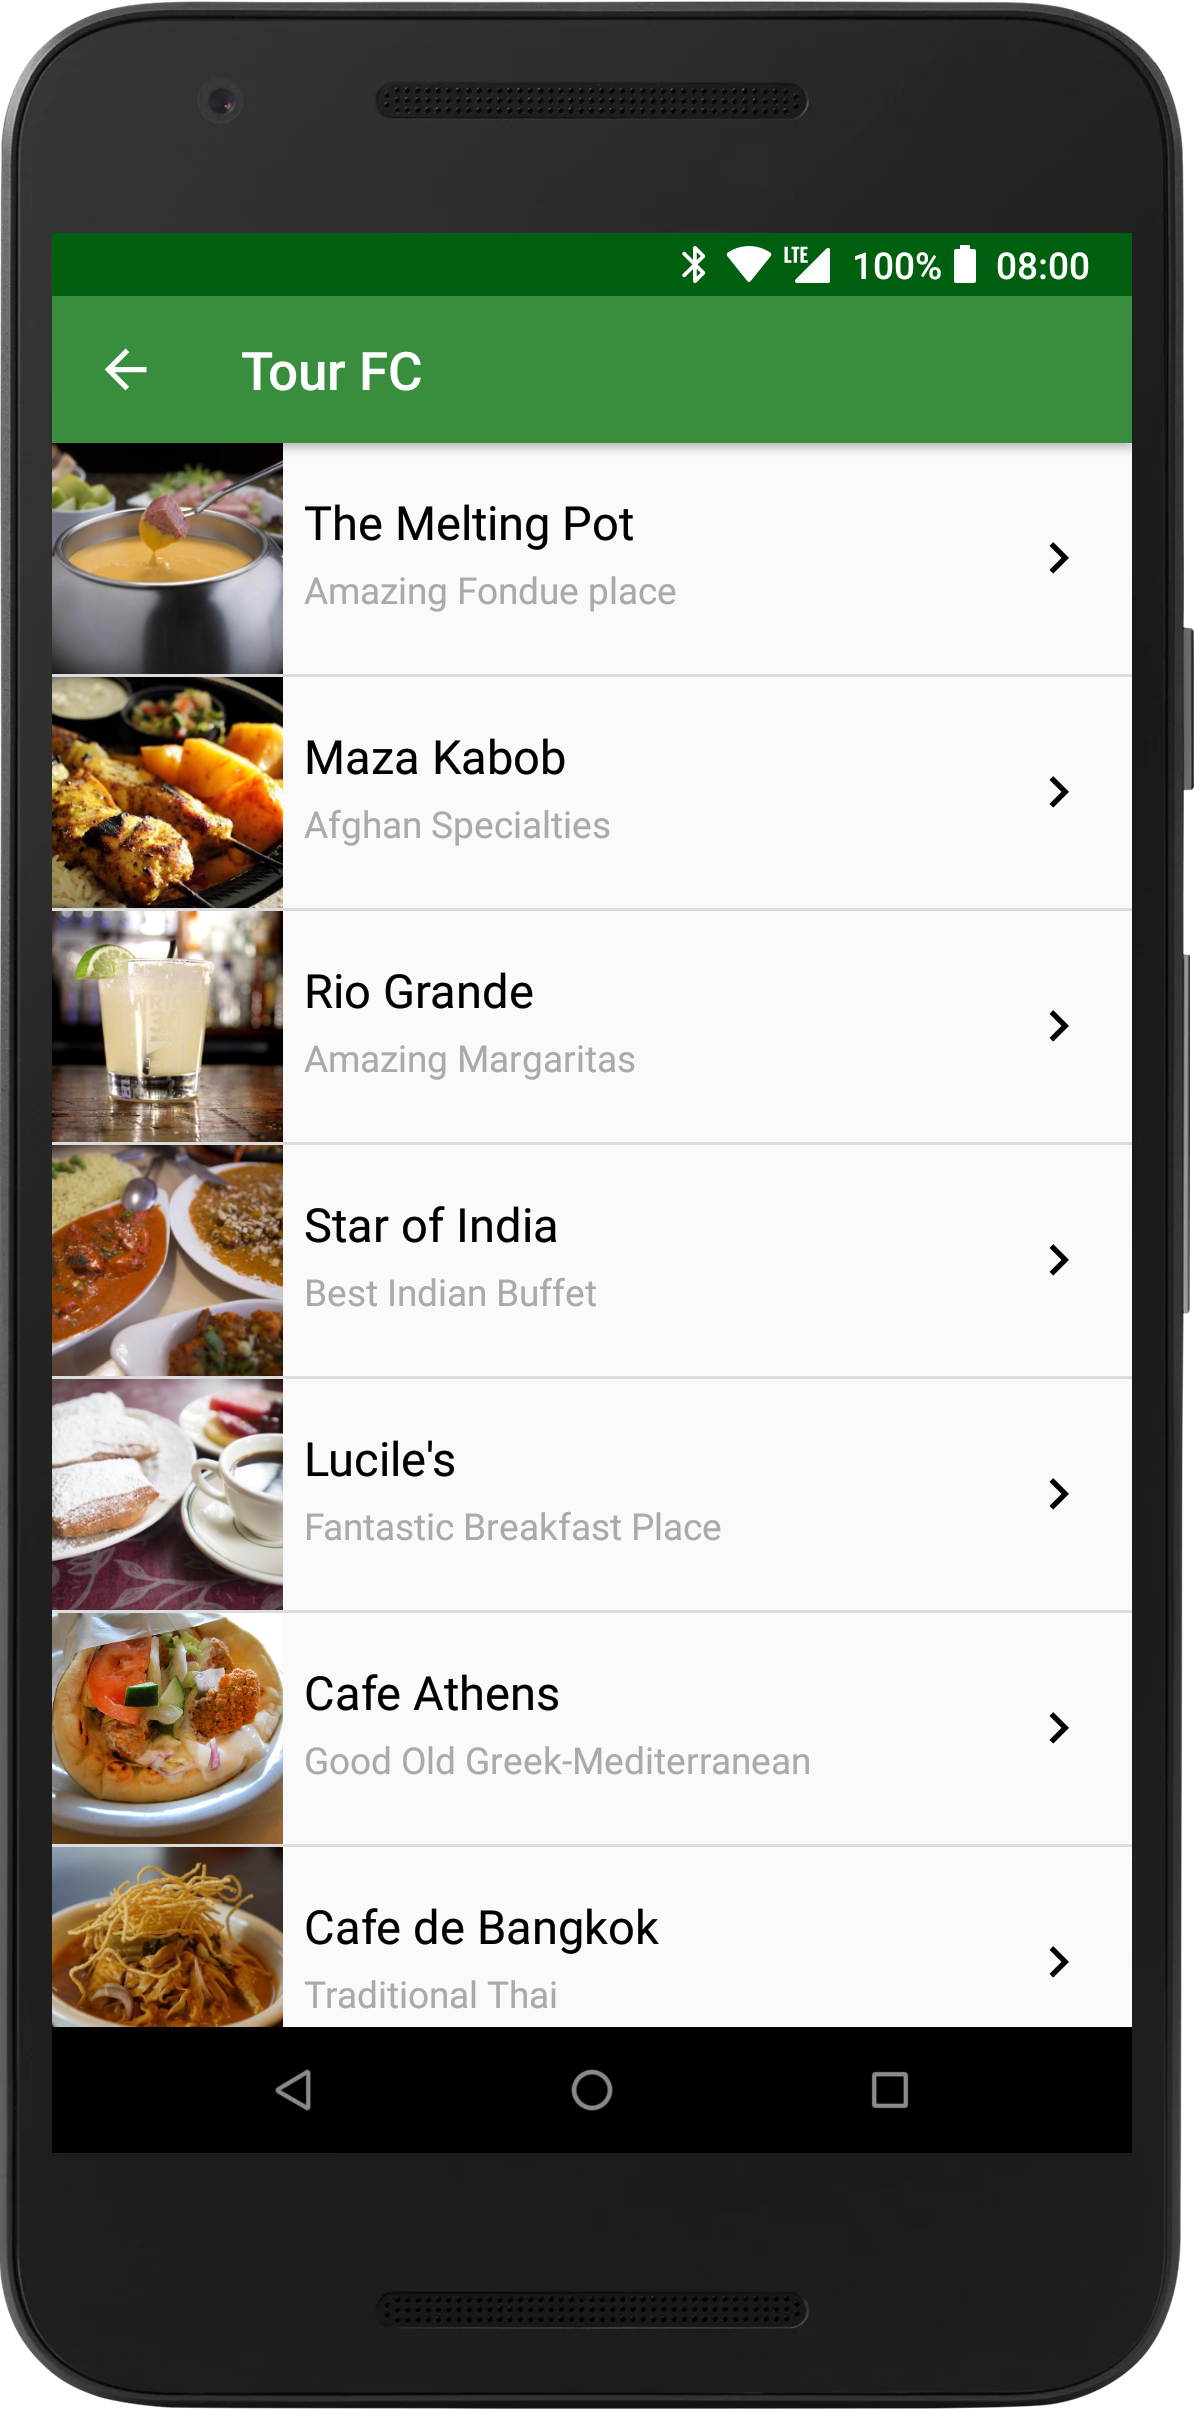 LTE 100% 08:00
Tour FC
The Melting Pot
Amazing Fondue place
Maza Kabob
Afghan Specialties
Rio Grande
Amazing Margaritas
Star of India
Best Indian Buffet
Lucile's
Fantastic Breakfast Place
Cafe Athens
Good Old Greek-Mediterranean
Cafe de Bangkok
Traditional Thai